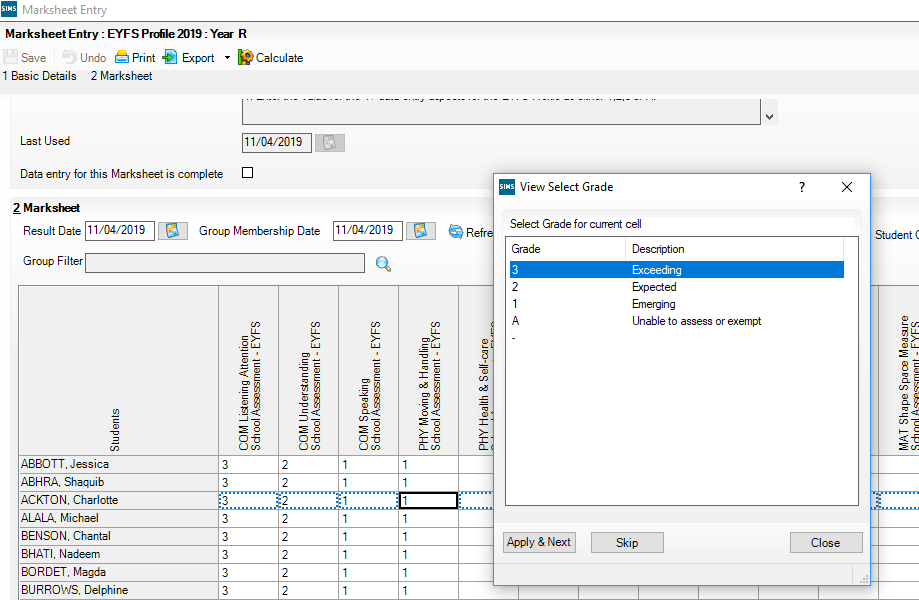 SIMS Marksheet Entry
Marksheet Entry : EYFS Profile 2019 : Year R
Save Undo Print Export Calculate
1 Basic Details 2 Marksheet
Last Used 11/04/2019
Data entry for this Marksheet is complete
2 Marksheet
Result Date 11/04/2019 Group Membership Date 11/04/2019 Refre
Student
Group Filter
Students
COM Listening Attention
School Assessment - EYFS
COM Understanding
School Assessment - EYFS
COM Speaking
School Assessment - EYFS
PHY Moving & Handling
School Assessment - EYFS
PHY Health & Self-care
MAT Shape Space Measure
School Assessment - EYFS
ABBOTT, Jessica 3 2 1 1
ABHRA, Shaquib 3 2 1 1
ACKTON, Charlotte 3 2 1 1
ALALA, Michael 3 2 1 1
BENSON, Chantal 3 2 1 1
BHATI, Nadeem 3 2 1 1
BORDET, Magda 3 2 1 1
BURROWS, Delphine 3 2 1 1
SIMS View Select Grade ?
Select Grade for current cell
Grade Description
3 Exceeding
2 Expected
1 Emerging
A Unable to assess or exempt
-
Apply & Next Skip Close